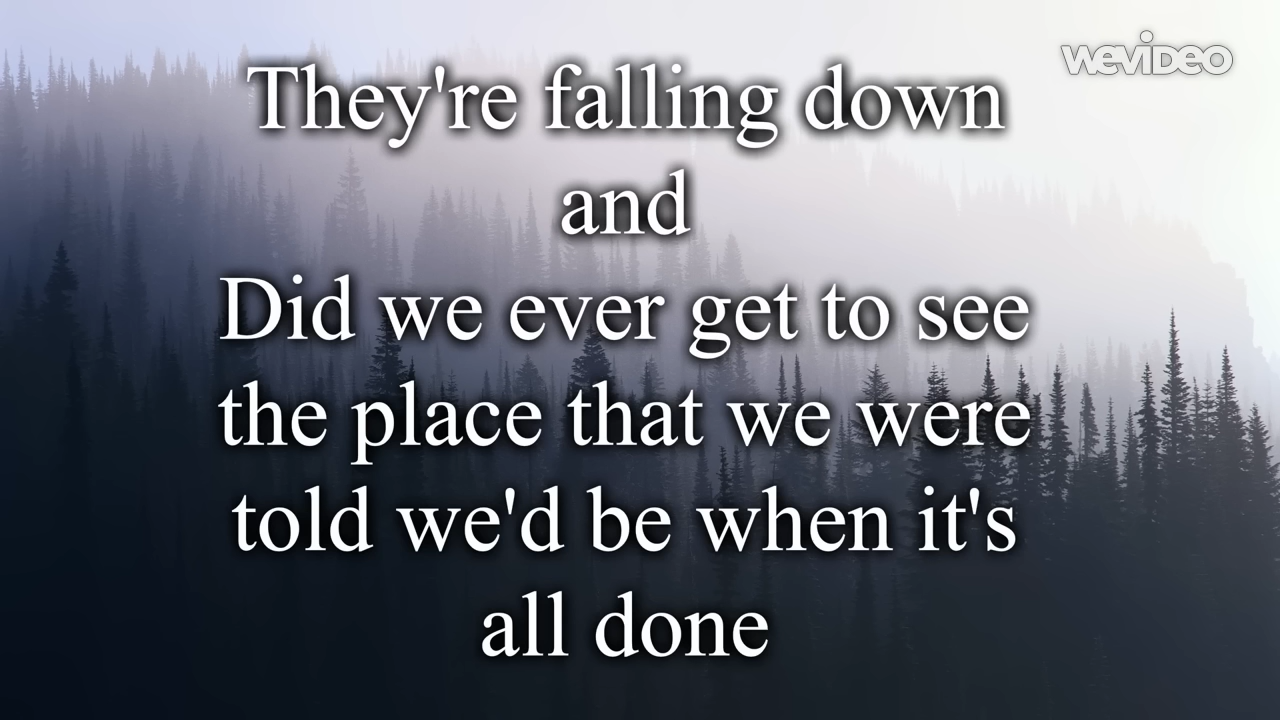 WeVideo
They're falling down
and
Did we ever get to see
the place that we were
told we'd be when it's
all done